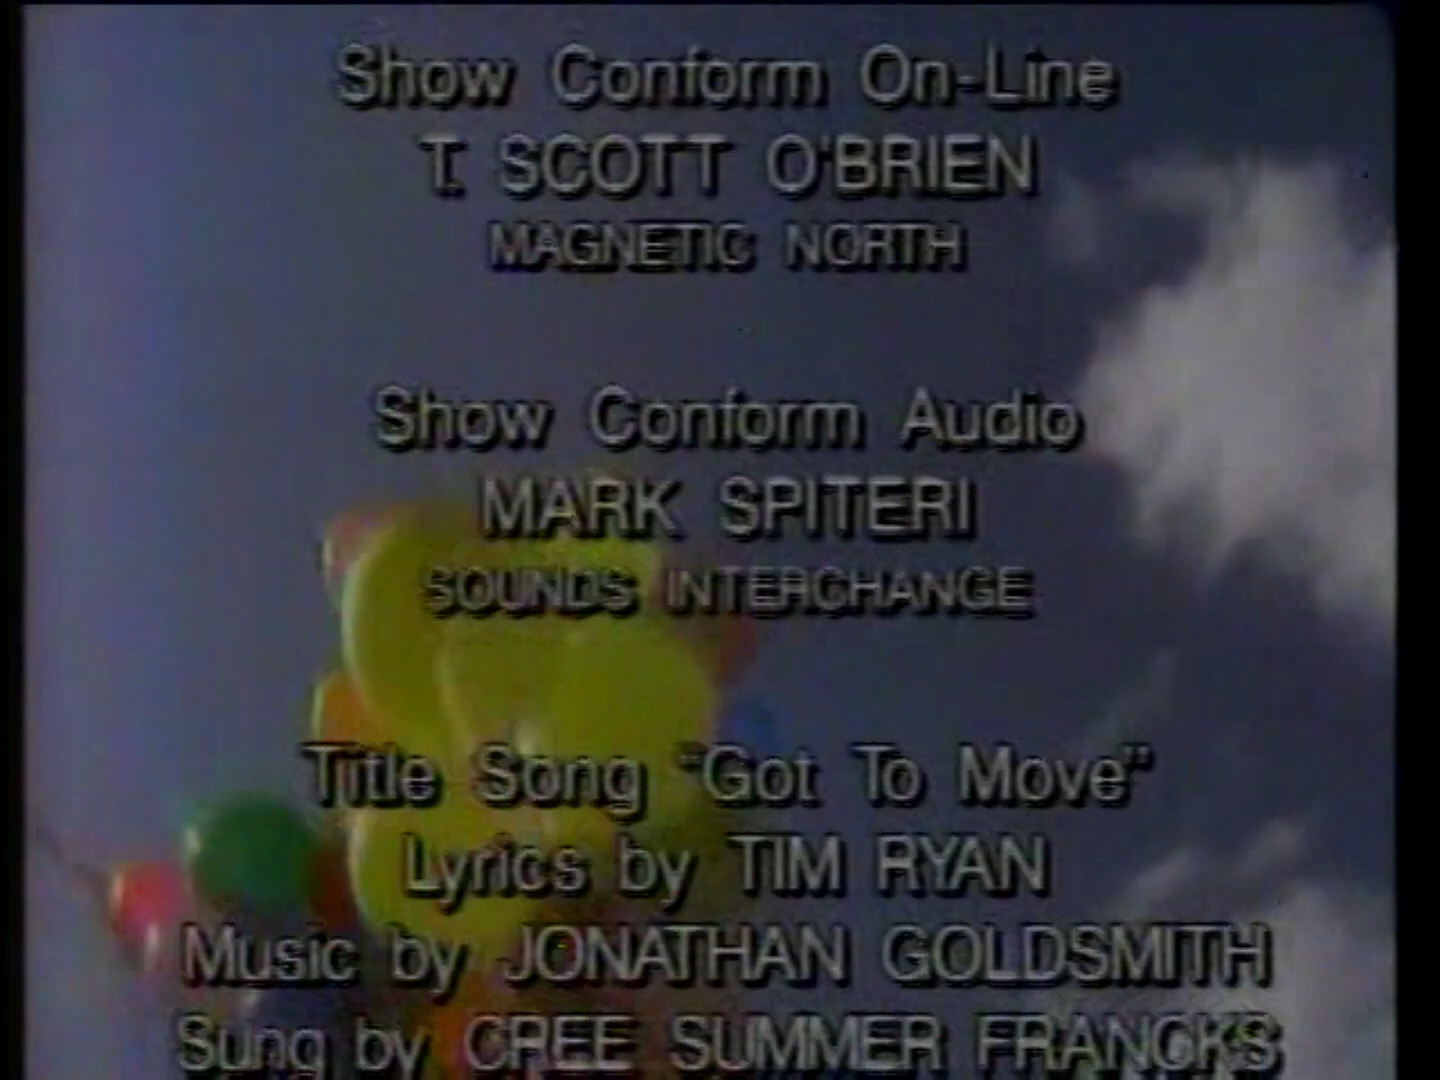 Show Conform On-Line
T. SCOTT O'BRIEN
MAGNETIC NORTH
Show Conform Audio
MARK SPITERI
SOUNDS INTERCHANGE
Title Song "Got To Move"
Lyrics by TIM RYAN
Music by JONATHAN GOLDSMITH
Sung by CREE SUMMER FRANCKS